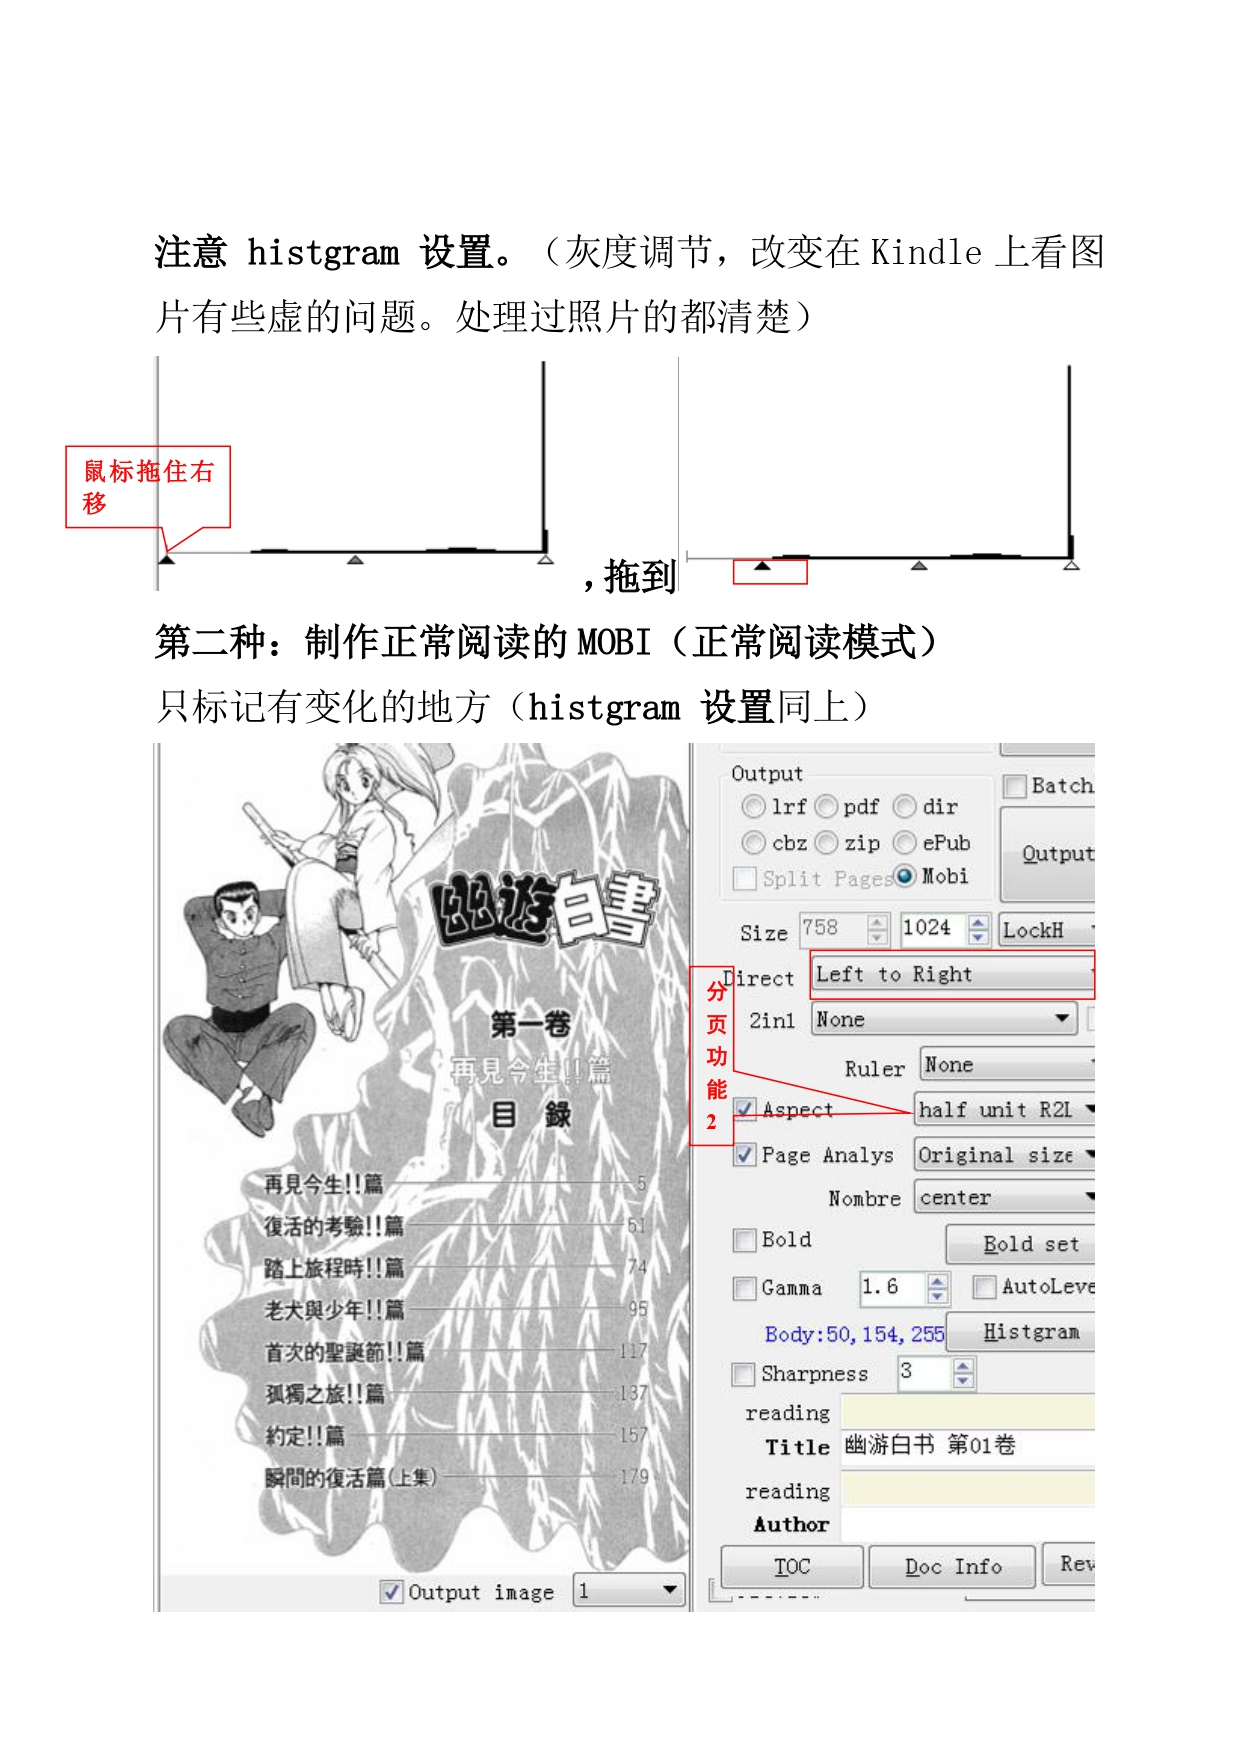 注意 histgram 设置。（灰度调节，改变在 Kindle 上看图
片有些虚的问题。处理过照片的都清楚）
鼠标拖住右
移
，拖到
第二种：制作正常阅读的 MOBI（正常阅读模式）
只标记有变化的地方（histgram 设置同上）
幽遊白書
第一卷
再見今生!!篇
目 錄
再見今生!!篇 5
復活的考驗!!篇 51
踏上旅程時!!篇 74
老犬與少年!!篇 95
首次的聖誕節!!篇 117
孤獨之旅!!篇 137
約定!!篇 157
瞬間的復活篇(上集) 179
Output image 1
Output
Batch
lrf pdf dir
cbz zip ePub
Output
Split Pages Mobi
Size 758 1024 LockH
Direct Left to Right
2in1 None
Ruler None
分
页
功
能
2
Aspect half unit R2L
Page Analys Original size
Nombre center
Bold Bold set
Gamma 1.6 AutoLeve
Body:50,154,255 Histgram
Sharpness 3
reading
Title 幽游白书 第01卷
reading
Author
TOC Doc Info Rev